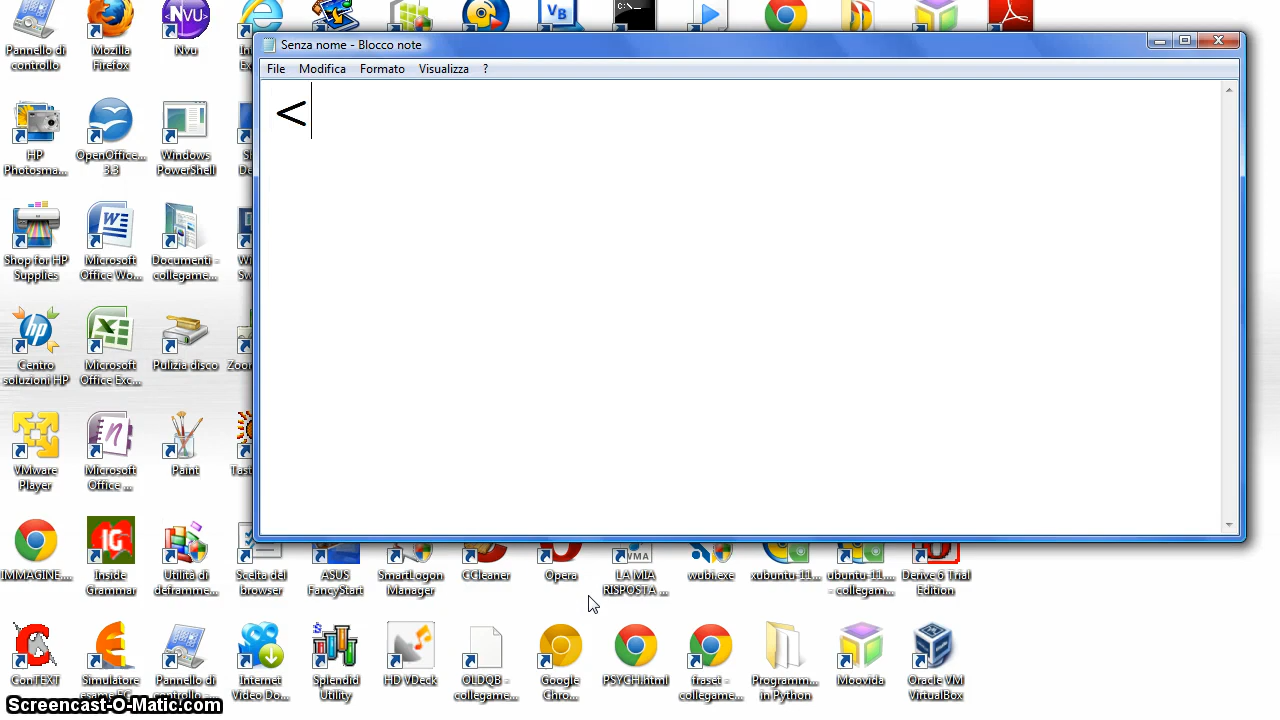 Senza nome - Blocco note
File Modifica Formato Visualizza ?
<
Pannello di controllo
Mozilla Firefox
Nvu
VB
C:\
HP Photosma...
OpenOffice... 3.3
Windows PowerShell
Shop for HP Supplies
Microsoft Office Wo...
Documenti - collegame...
Centro soluzioni HP
Microsoft Office Exc...
Pulizia disco
VMware Player
Microsoft Office ...
Paint
IMMAGINE....
Inside Grammar
Utilità di deframme...
Scelta del browser
ASUS FancyStart
SmartLogon Manager
CCleaner
Opera
LA MIA RISPOSTA ...
wubi.exe
xubuntu-11....
ubuntu-11.... - collegam...
Derive 6 Trial Edition
ConTEXT
Simulatore esame EC...
Pannello di controllo -...
Internet Video Do...
Splendid Utility
HD VDeck
OLDQB - collegame...
Google Chro...
PSYCH.html
fraset - collegame...
Programm... in Python
Moovida
Oracle VM VirtualBox
Screencast-O-Matic.com